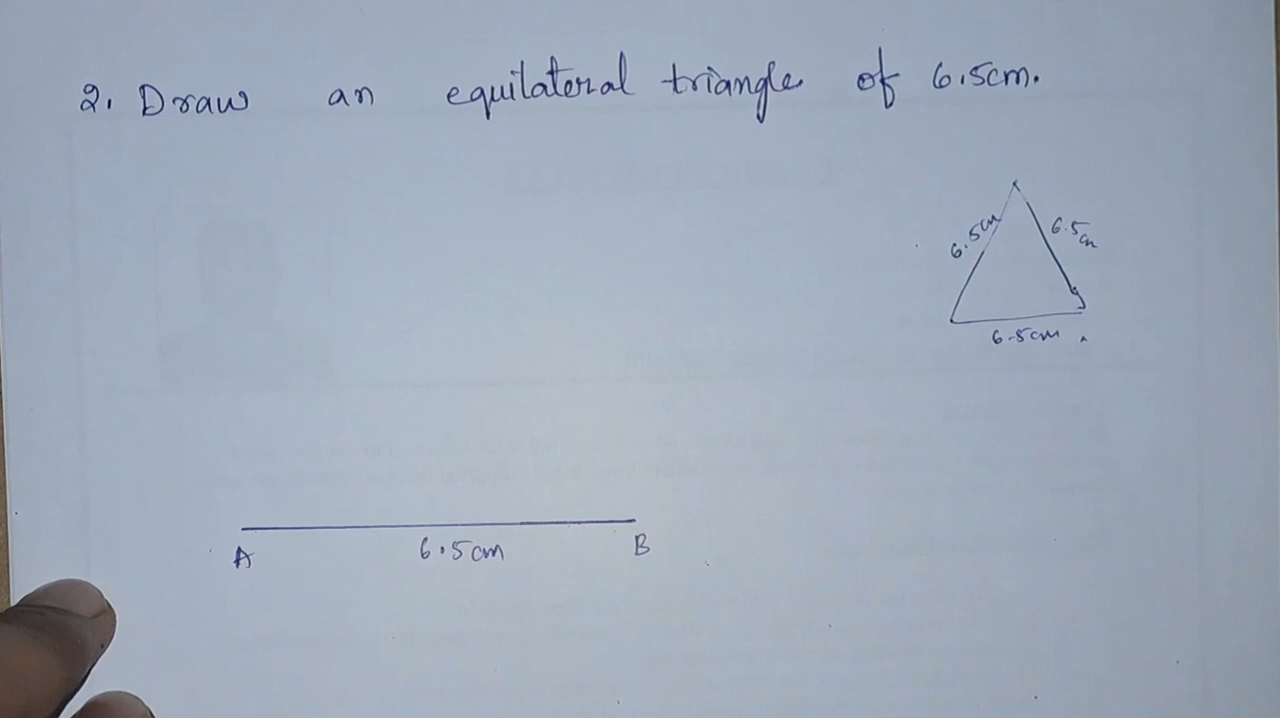 2. Draw an equilateral triangle of 6.5cm.
6.5cm
6.5cm
6.5cm
A 6.5cm B